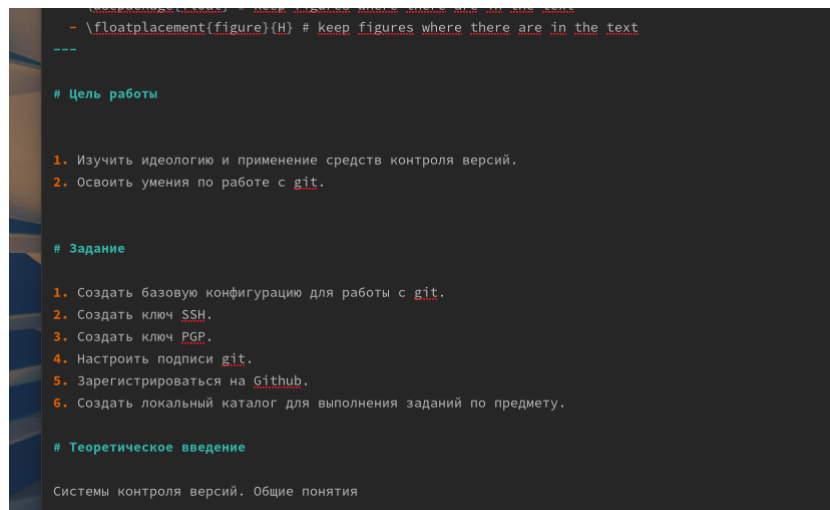 - \floatplacement{figure}{H} # keep figures where there are in the text
---
# Цель работы
1. Изучить идеологию и применение средств контроля версий.
2. Освоить умения по работе с git.
# Задание
1. Создать базовую конфигурацию для работы с git.
2. Создать ключ SSH.
3. Создать ключ PGP.
4. Настроить подписи git.
5. Зарегистрироваться на Github.
6. Создать локальный каталог для выполнения заданий по предмету.
# Теоретическое введение
Системы контроля версий. Общие понятия